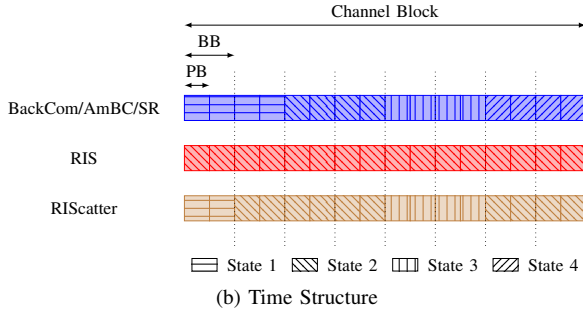 Channel Block
BB
PB
BackCom/AmBC/SR
RIS
RIScatter
State 1 State 2 State 3 State 4
(b) Time Structure